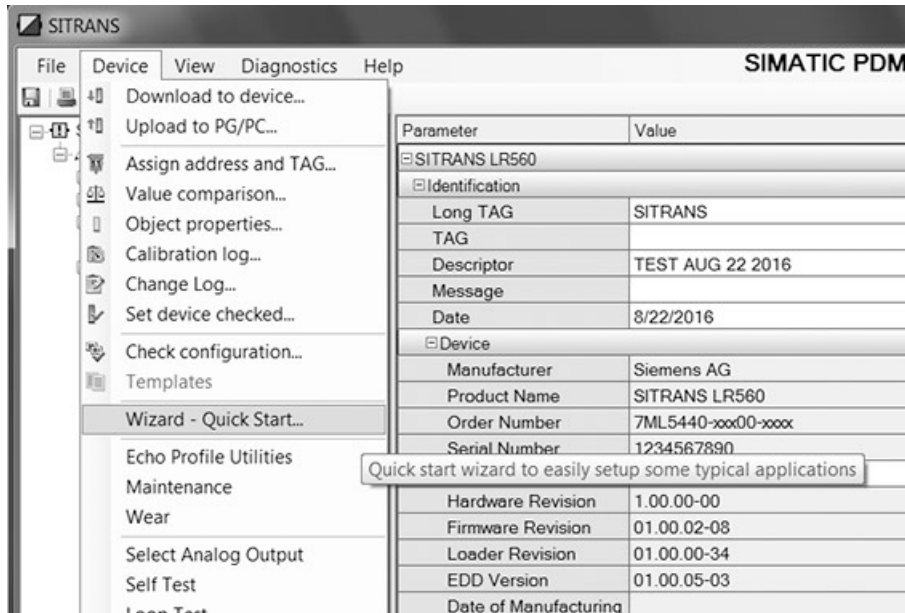 SITRANS
File Device View Diagnostics Help
SIMATIC PDM
Download to device...
Upload to PG/PC...
Assign address and TAG...
Value comparison...
Object properties...
Calibration log...
Change Log...
Set device checked...
Check configuration...
Templates
Wizard - Quick Start...
Echo Profile Utilities
Maintenance
Wear
Select Analog Output
Self Test
Loop Test
Parameter Value
SITRANS LR560
Identification
Long TAG SITRANS
TAG
Descriptor TEST AUG 22 2016
Message
Date 8/22/2016
Device
Manufacturer Siemens AG
Product Name SITRANS LR560
Order Number 7ML5440-xxx00-xxxx
Serial Number 1234567890
Quick start wizard to easily setup some typical applications
Hardware Revision 1.00.00-00
Firmware Revision 01.00.02-08
Loader Revision 01.00.00-34
EDD Version 01.00.05-03
Date of Manufacturing